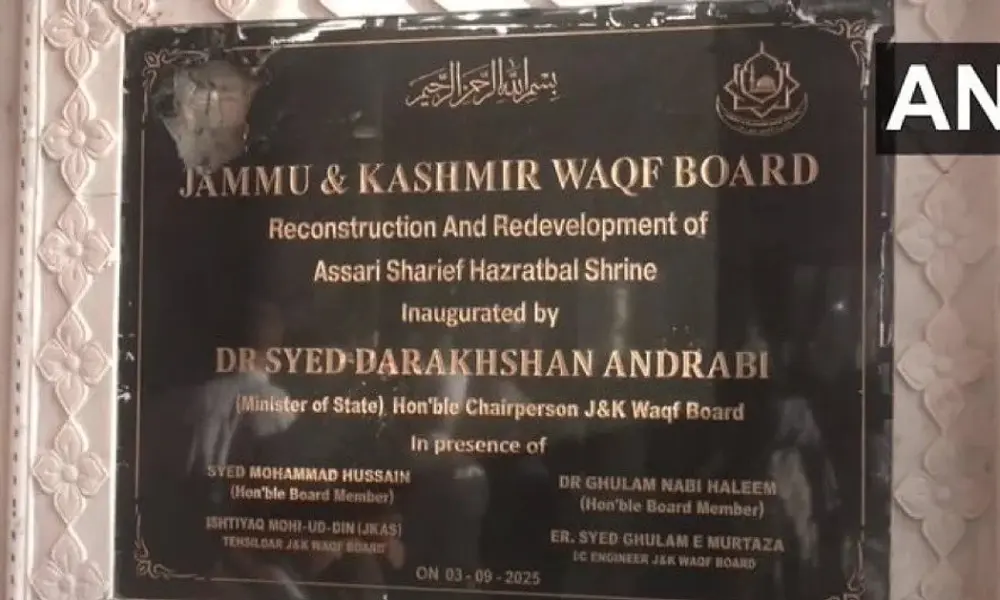 بسم الله الرحمن الرحيم
AN
JAMMU & KASHMIR WAQF BOARD
Reconstruction And Redevelopment of
Assari Sharief Hazratbal Shrine
Inaugurated by
DR SYED DARAKHSHAN ANDRABI
(Minister of State), Hon'ble Chairperson J&K Waqf Board
In presence of
SYED MOHAMMAD HUSSAIN
(Hon'ble Board Member)
ISHTIYAQ MOHI-UD-DIN (JKAS)
TEHSILDAR J&K WAQF BOARD
DR GHULAM NABI HALEEM
(Hon'ble Board Member)
ER. SYED GHULAM E MURTAZA
I/C ENGINEER J&K WAQF BOARD
ON 03-09-2025